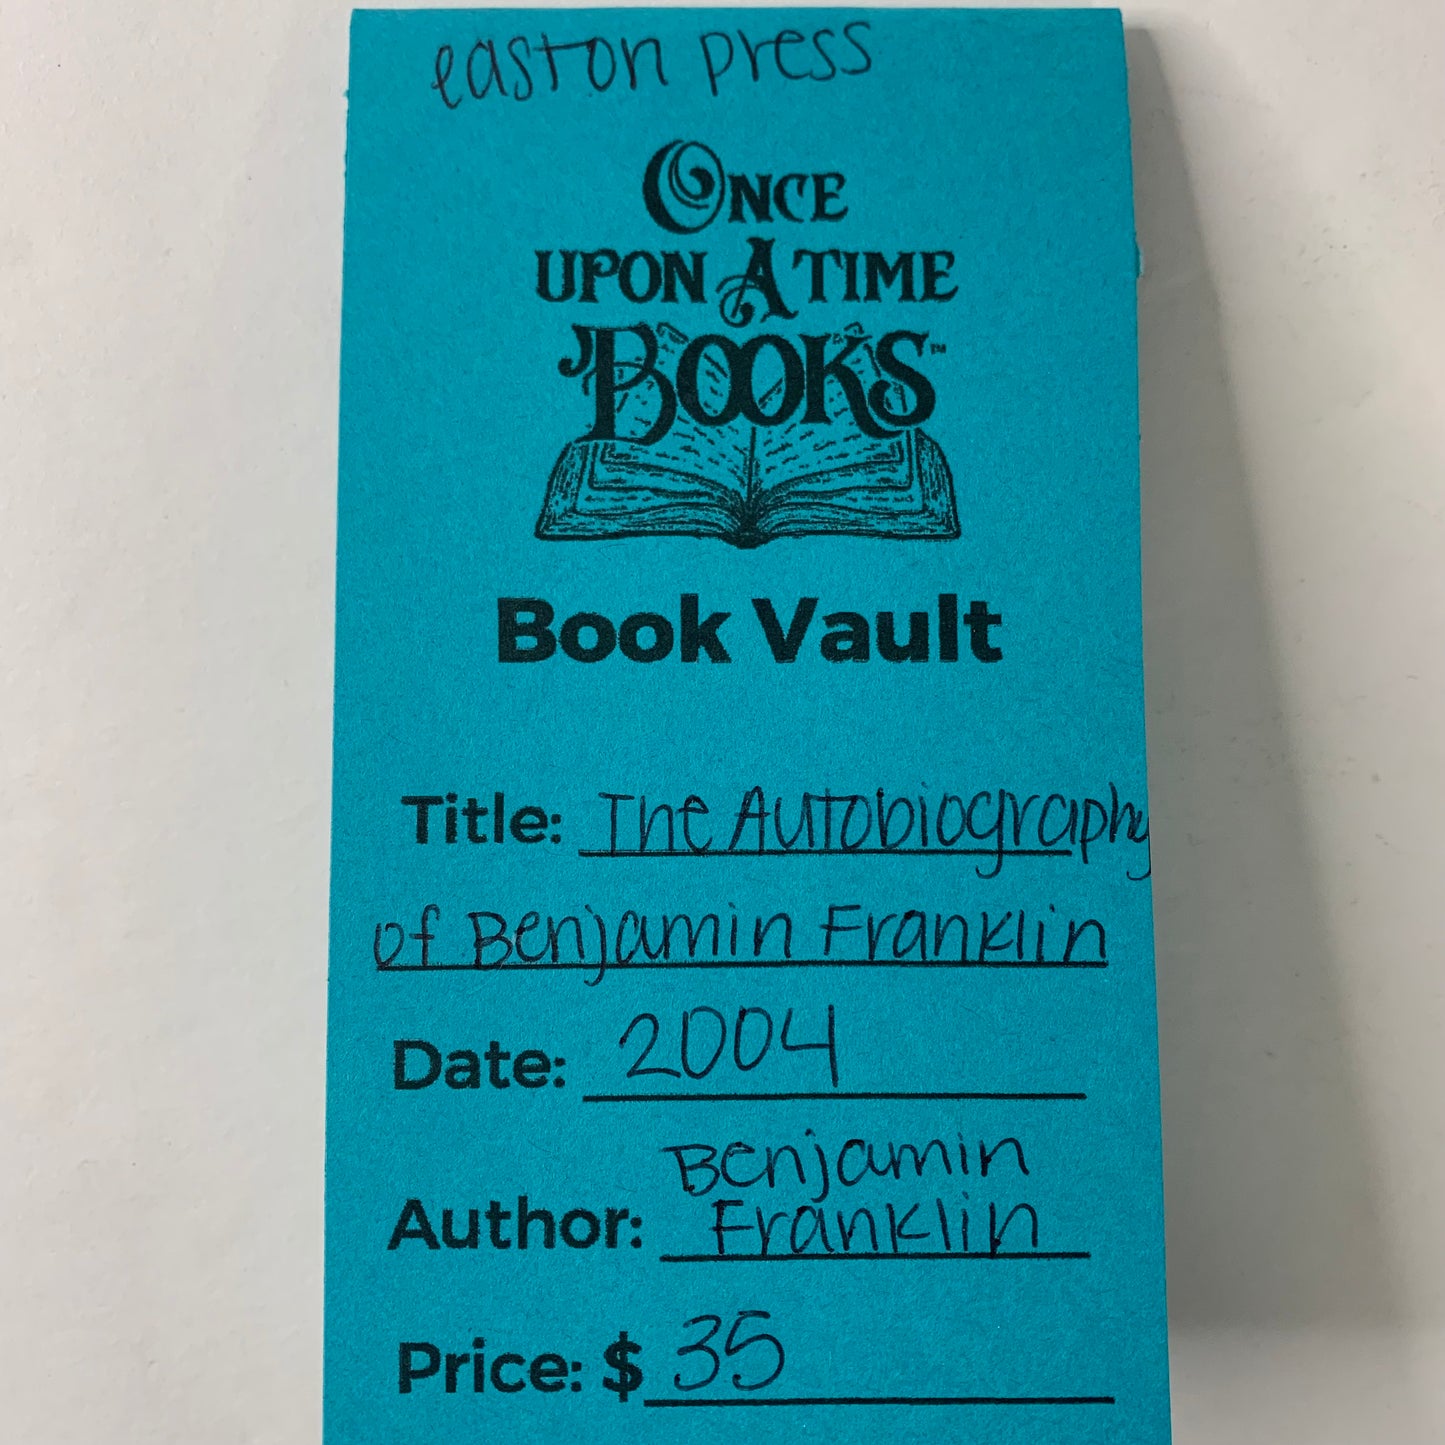 easton press
ONCE
UPON A TIME
BOOKS™
Book Vault
Title: The Autobiography
of Benjamin Franklin
Date: 2004
Benjamin
Author: Franklin
Price: $ 35